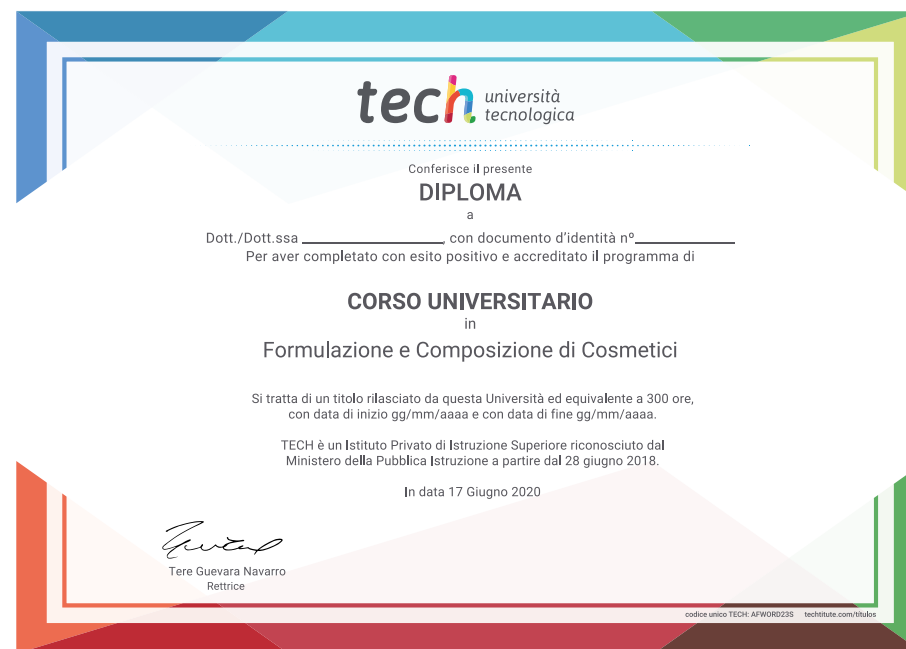 tech università
tecnologica
Conferisce il presente
DIPLOMA
a
Dott./Dott.ssa ____________________, con documento d'identità nº______________
Per aver completato con esito positivo e accreditato il programma di
CORSO UNIVERSITARIO
in
Formulazione e Composizione di Cosmetici
Si tratta di un titolo rilasciato da questa Università ed equivalente a 300 ore,
con data di inizio gg/mm/aaaa e con data di fine gg/mm/aaaa.
TECH è un Istituto Privato di Istruzione Superiore riconosciuto dal
Ministero della Pubblica Istruzione a partire dal 28 giugno 2018.
In data 17 Giugno 2020
Tere Guevara Navarro
Rettrice
codice unico TECH: AFWORD23S techtitute.com/títulos